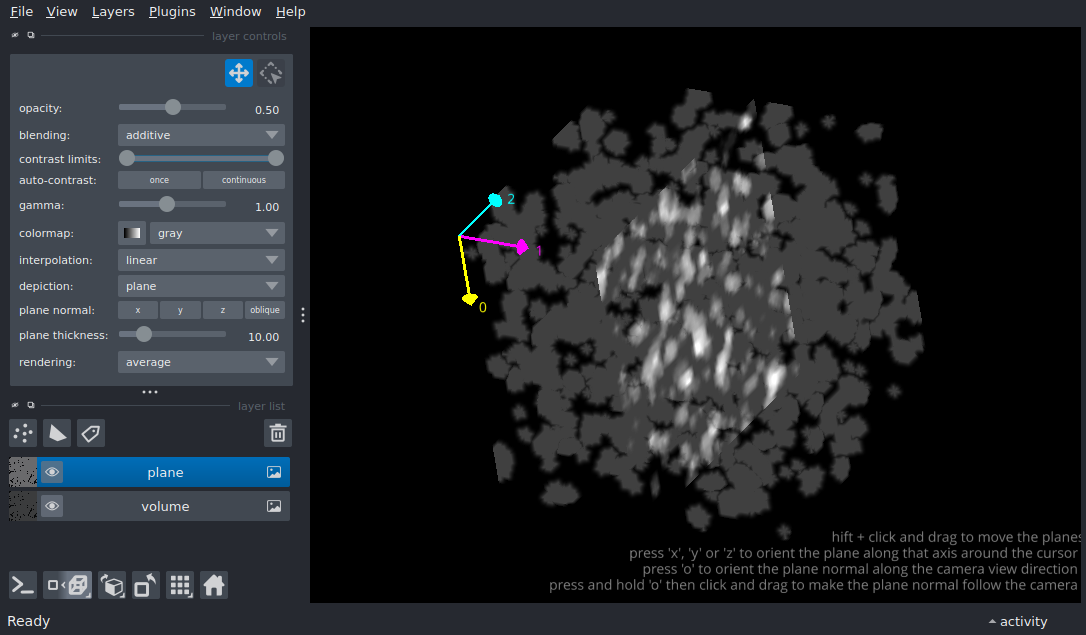 File View Layers Plugins Window Help
layer controls
opacity: 0.50
blending: additive
contrast limits:
auto-contrast: once continuous
gamma: 1.00
colormap: gray
interpolation: linear
depiction: plane
plane normal: x y z oblique
plane thickness: 10.00
rendering: average
layer list
plane
volume
2
1
0
hift + click and drag to move the planes
press 'x', 'y' or 'z' to orient the plane along that axis around the cursor
press 'o' to orient the plane normal along the camera view direction
press and hold 'o' then click and drag to make the plane normal follow the camera
Ready activity